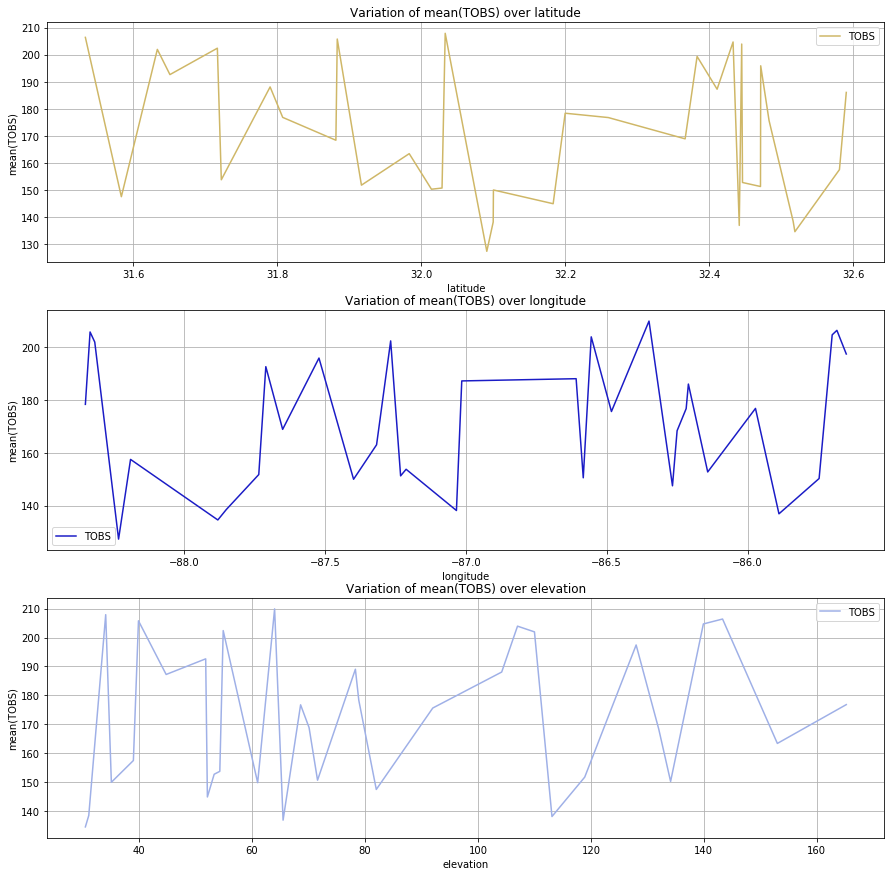 Variation of mean(TOBS) over latitude
210
200
190
180
170
160
150
140
130
mean(TOBS)
TOBS
31.6 31.8 32.0 32.2 32.4 32.6
latitude
Variation of mean(TOBS) over longitude
200
180
160
140
mean(TOBS)
TOBS
−88.0 −87.5 −87.0 −86.5 −86.0
longitude
Variation of mean(TOBS) over elevation
210
200
190
180
170
160
150
140
mean(TOBS)
TOBS
40 60 80 100 120 140 160
elevation